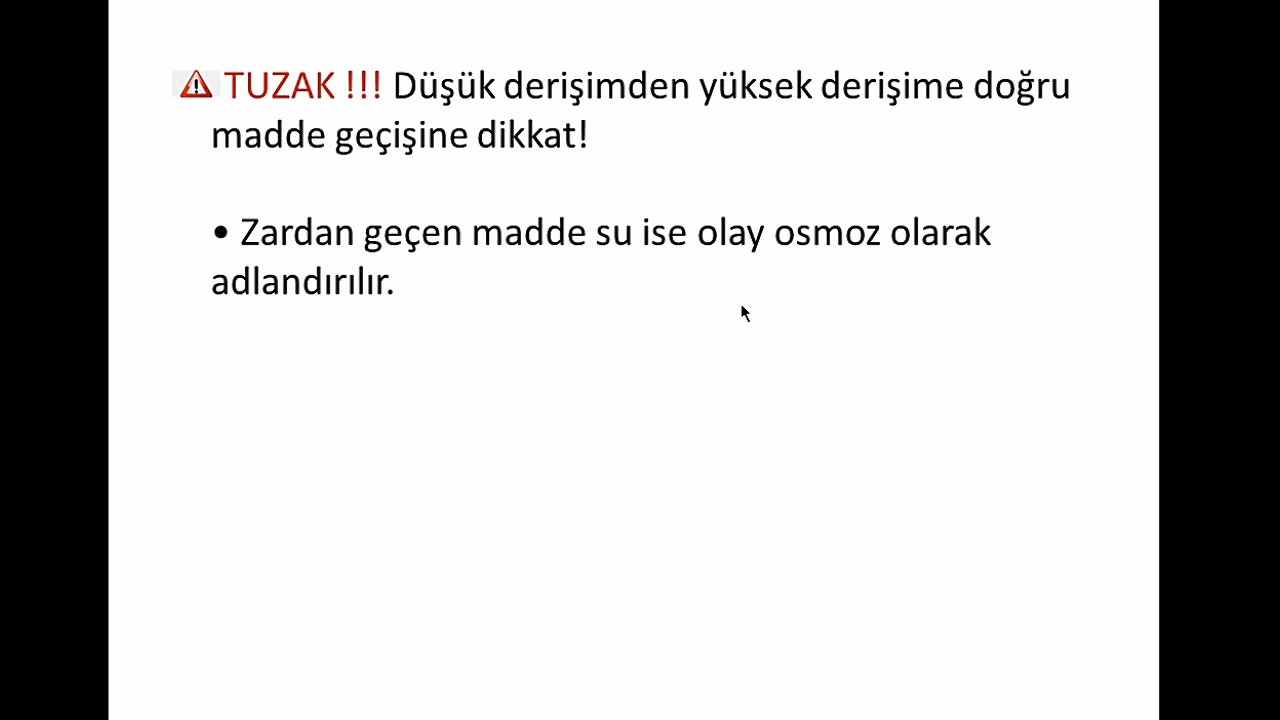 TUZAK !!! Düşük derişimden yüksek derişime doğru
madde geçişine dikkat!
• Zardan geçen madde su ise olay osmoz olarak
adlandırılır.